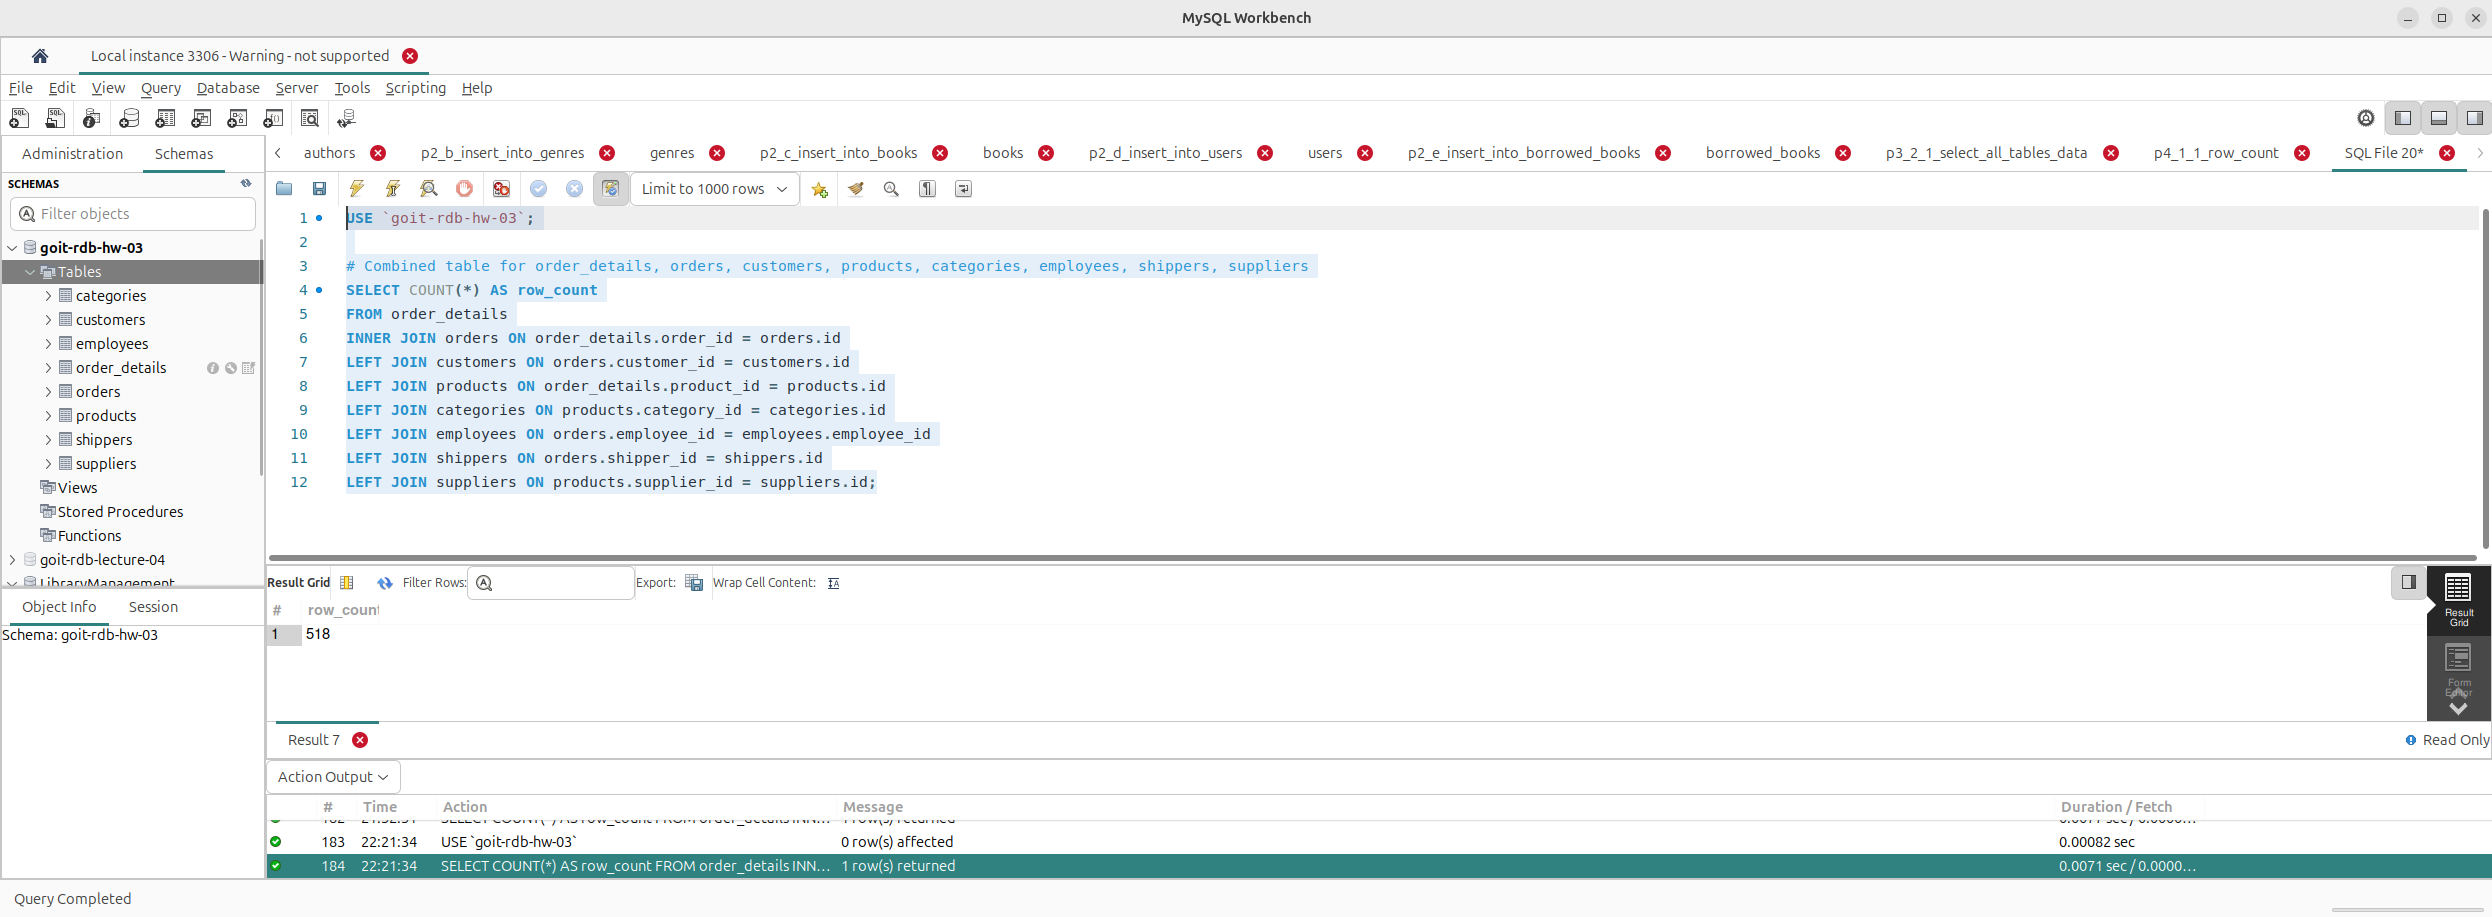 MySQL Workbench
Local instance 3306 - Warning - not supported
File Edit View Query Database Server Tools Scripting Help
Administration Schemas
authors p2_b_insert_into_genres genres p2_c_insert_into_books books p2_d_insert_into_users users p2_e_insert_into_borrowed_books borrowed_books p3_2_1_select_all_tables_data p4_1_1_row_count SQL File 20*
SCHEMAS
Filter objects
goit-rdb-hw-03
Tables
categories
customers
employees
order_details
orders
products
shippers
suppliers
Views
Stored Procedures
Functions
goit-rdb-lecture-04
LibraryManagement
Object Info Session
Schema: goit-rdb-hw-03
Limit to 1000 rows
1 USE `goit-rdb-hw-03`;
2
3 # Combined table for order_details, orders, customers, products, categories, employees, shippers, suppliers
4 SELECT COUNT(*) AS row_count
5 FROM order_details
6 INNER JOIN orders ON order_details.order_id = orders.id
7 LEFT JOIN customers ON orders.customer_id = customers.id
8 LEFT JOIN products ON order_details.product_id = products.id
9 LEFT JOIN categories ON products.category_id = categories.id
10 LEFT JOIN employees ON orders.employee_id = employees.employee_id
11 LEFT JOIN shippers ON orders.shipper_id = shippers.id
12 LEFT JOIN suppliers ON products.supplier_id = suppliers.id;
Result Grid Filter Rows: Export: Wrap Cell Content:
# row_count
1 518
Result Grid
Form Editor
Result 7
Read Only
Action Output
# Time Action Message Duration / Fetch
183 22:21:34 USE `goit-rdb-hw-03` 0 row(s) affected 0.00082 sec
184 22:21:34 SELECT COUNT(*) AS row_count FROM order_details INN... 1 row(s) returned 0.0071 sec / 0.0000...
Query Completed